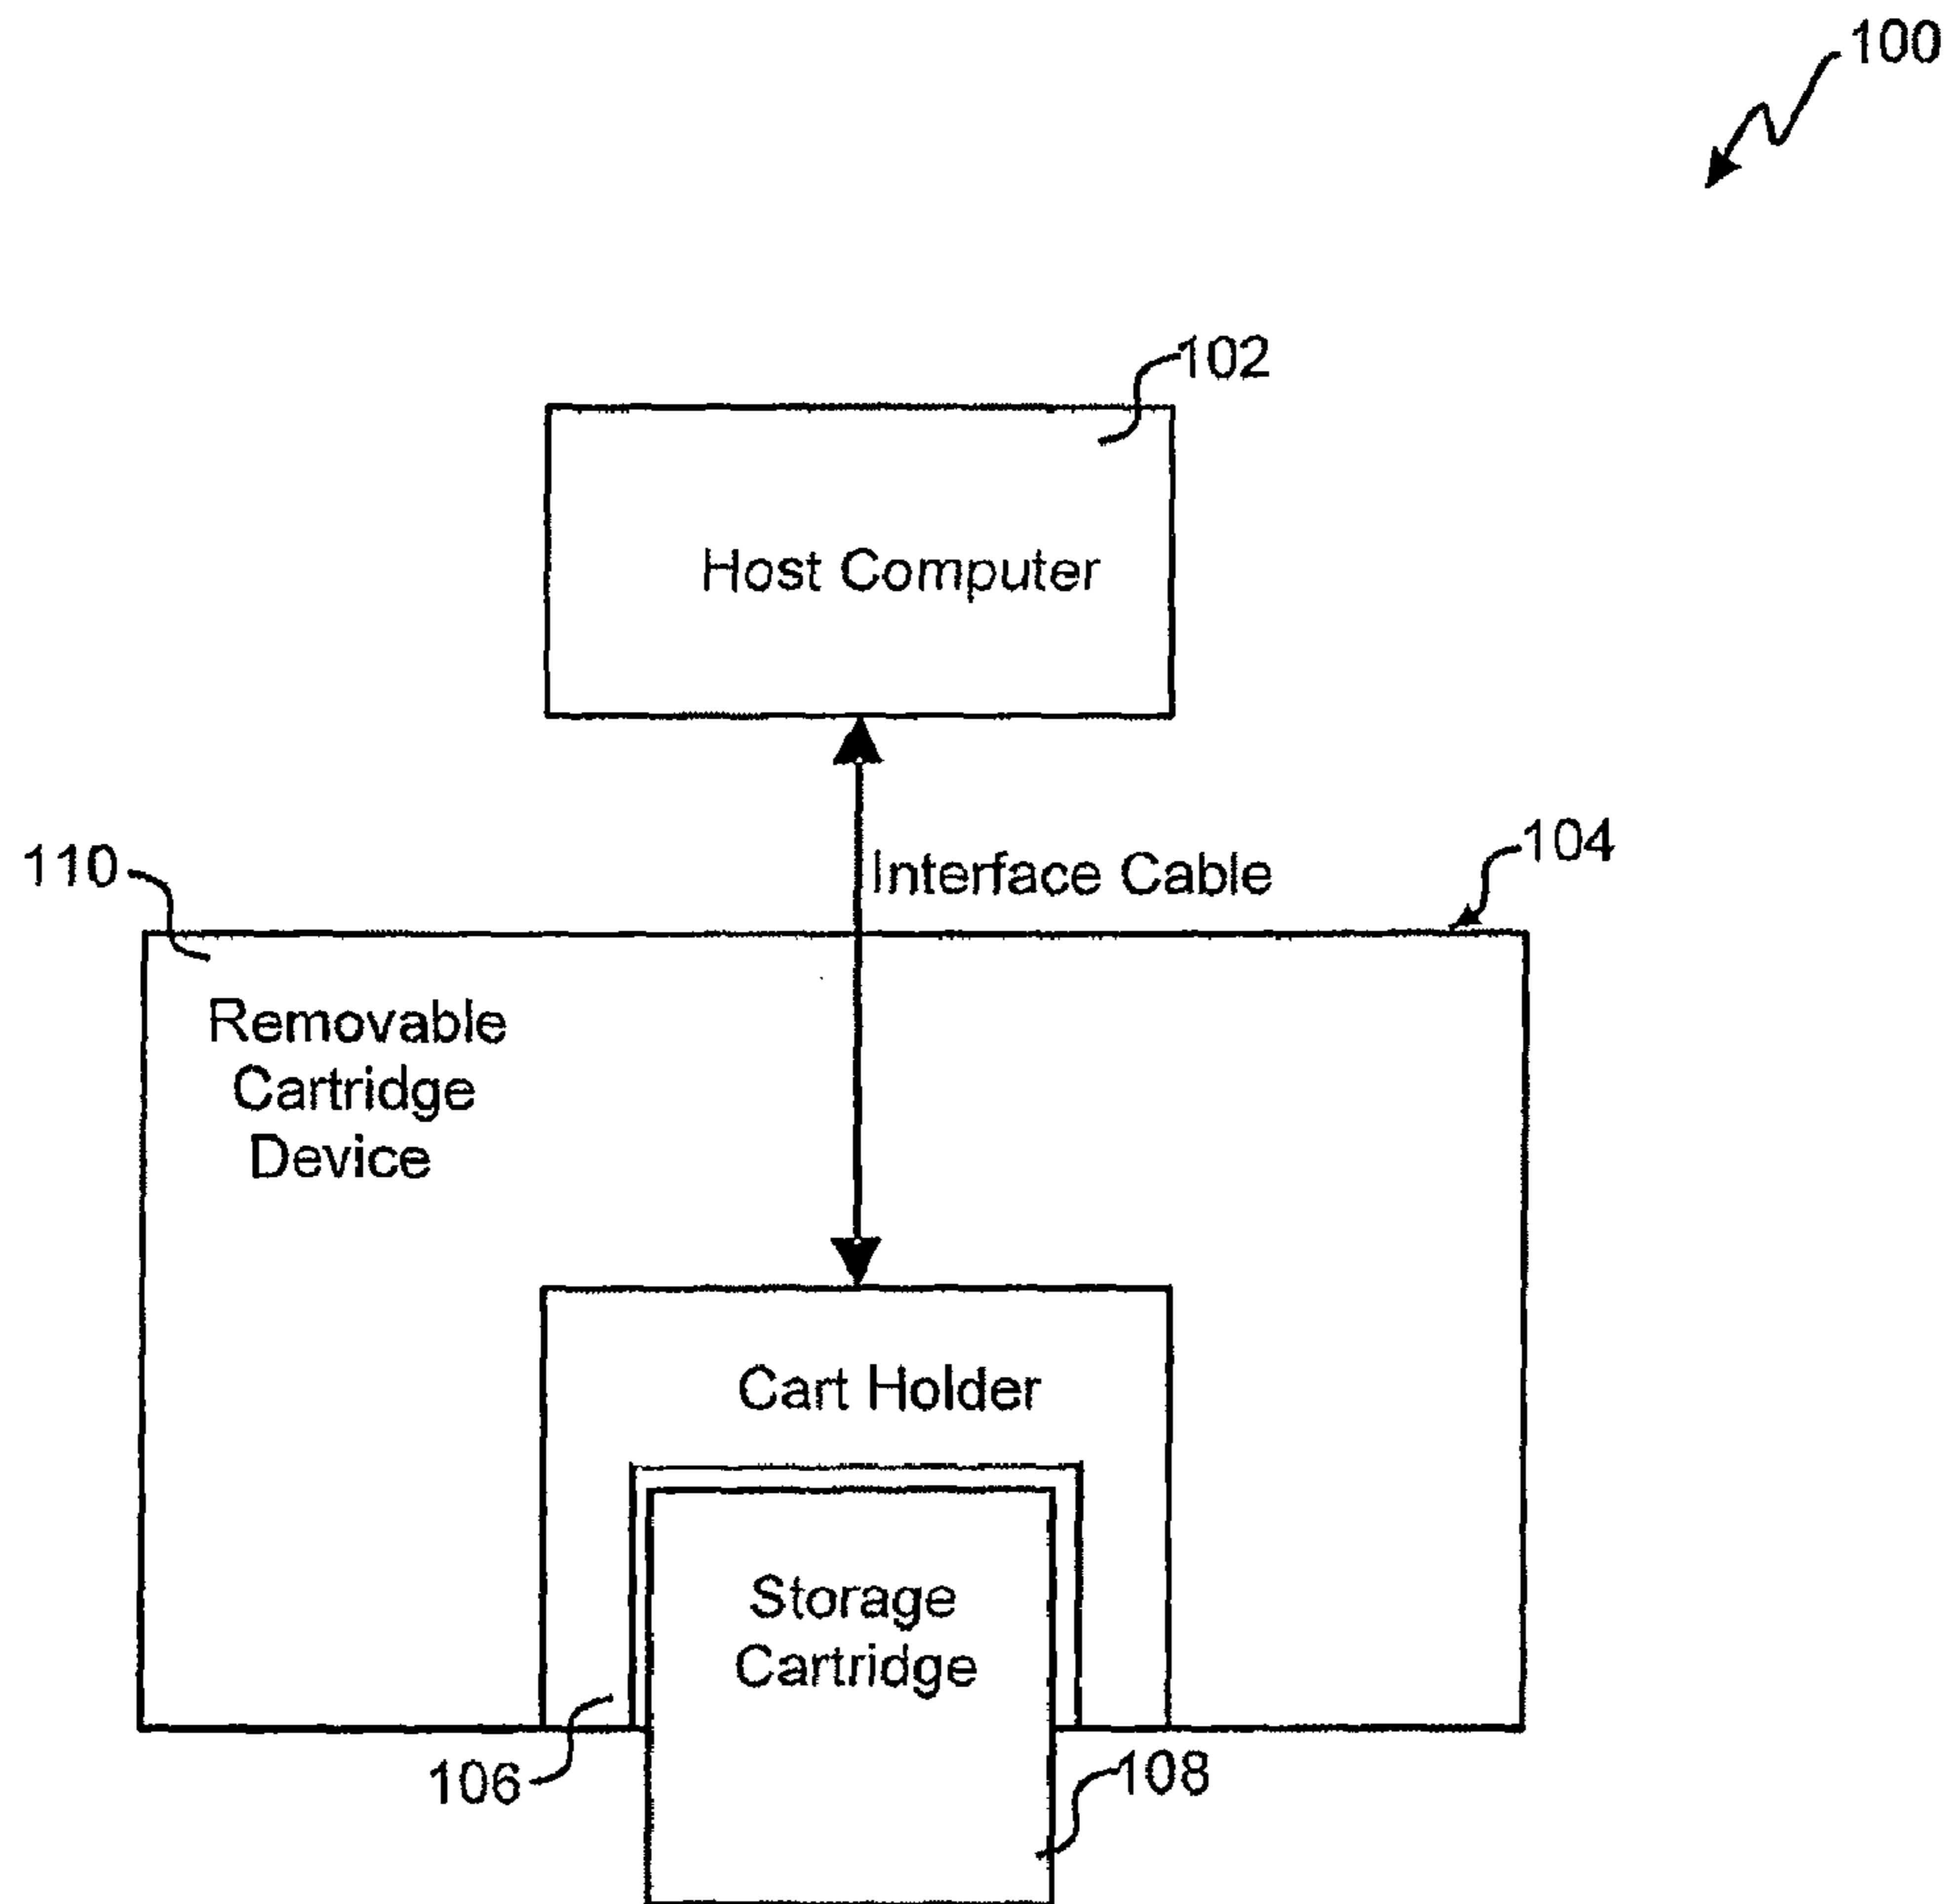 100
102
Host Computer
Interface Cable
104
110
Removable
Cartridge
Device
Cart Holder
Storage
Cartridge
106
108